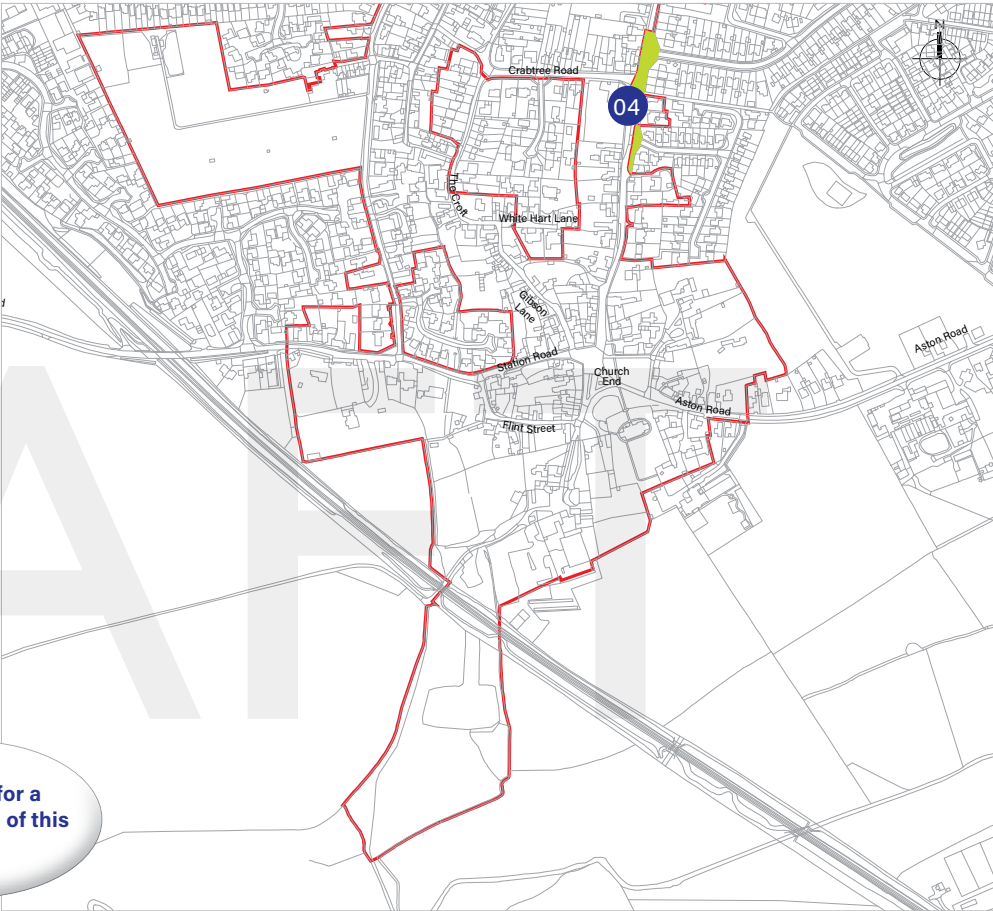 Z
Crabtree Road
04
The Croft
White Hart Lane
Gibson
Lane
Aston Road
Station Road
Church
End
Aston Road
Flint Street
for a
of this